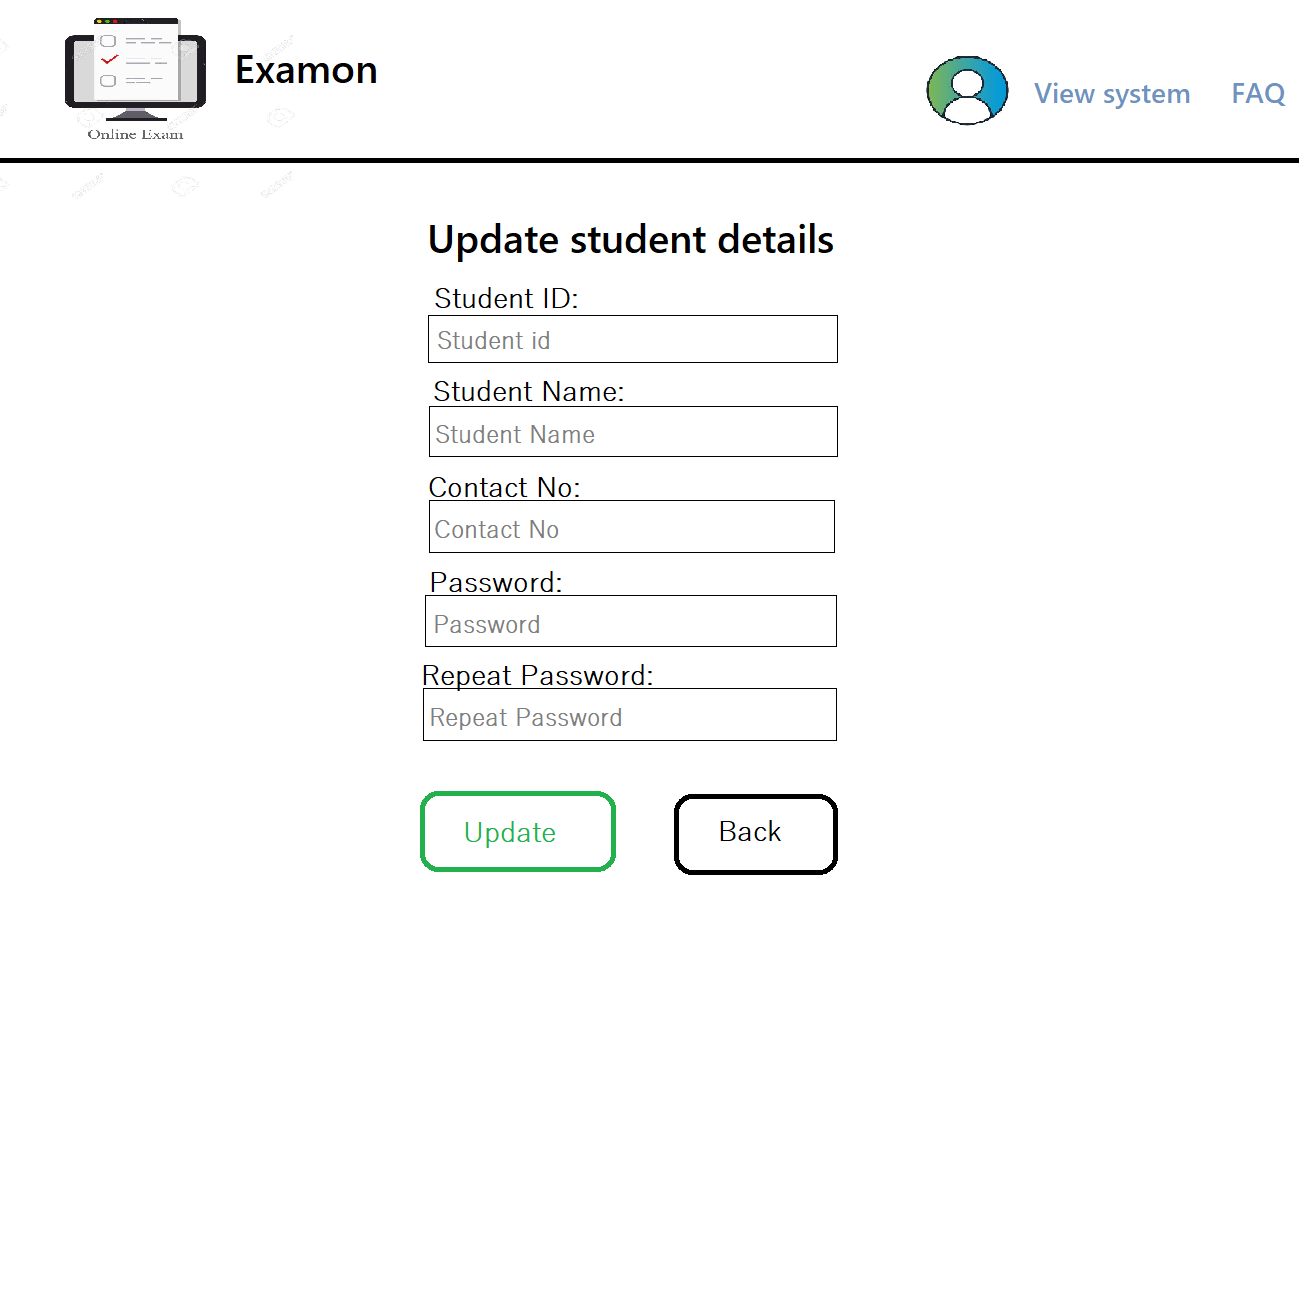 Examon
Online Exam
View system
FAQ
Update student details
Student ID:
Student id
Student Name:
Student Name
Contact No:
Contact No
Password:
Password
Repeat Password:
Repeat Password
Update
Back